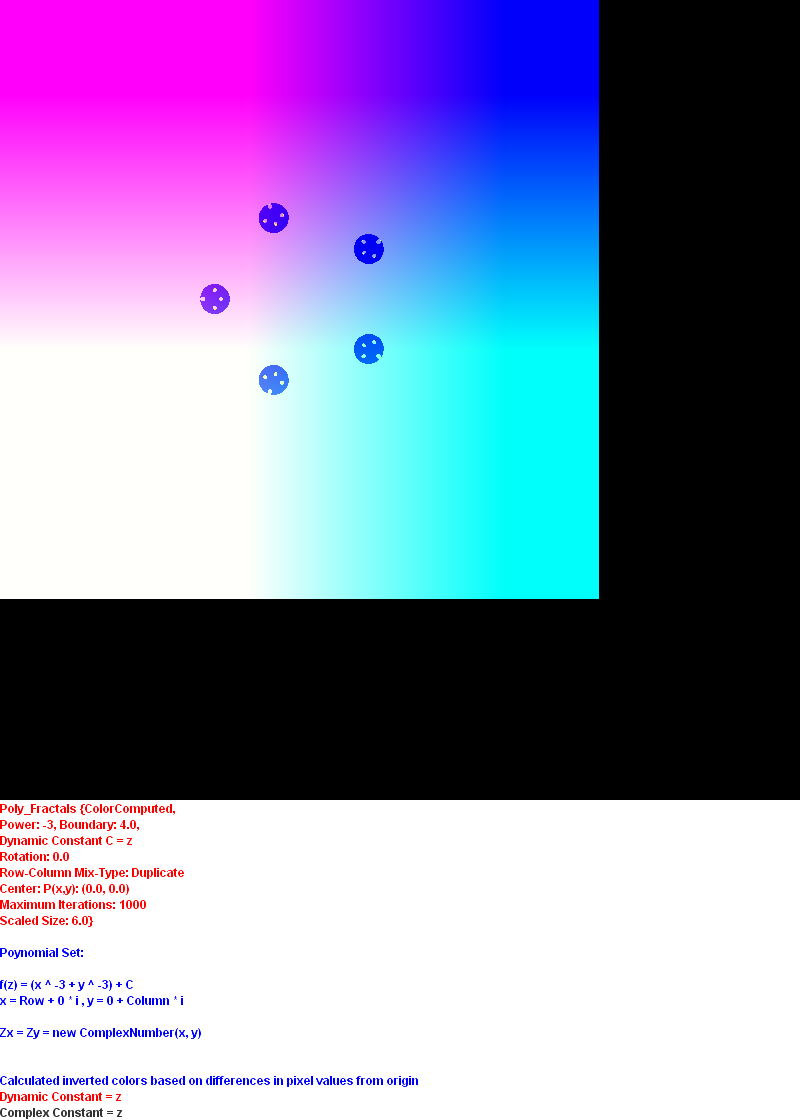 Poly_Fractals {ColorComputed,
Power: -3, Boundary: 4.0,
Dynamic Constant C = z
Rotation: 0.0
Row-Column Mix-Type: Duplicate
Center: P(x,y): (0.0, 0.0)
Maximum Iterations: 1000
Scaled Size: 6.0}
Poynomial Set:
f(z) = (x ^ -3 + y ^ -3) + C
x = Row + 0 * i , y = 0 + Column * i
Zx = Zy = new ComplexNumber(x, y)
Calculated inverted colors based on differences in pixel values from origin
Dynamic Constant = z
Complex Constant = z